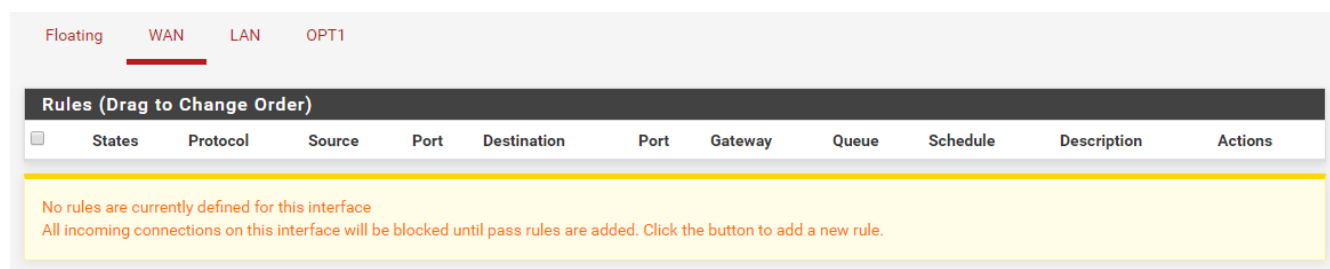 Floating WAN LAN OPT1
Rules (Drag to Change Order)
States Protocol Source Port Destination Port Gateway Queue Schedule Description Actions
No rules are currently defined for this interface
All incoming connections on this interface will be blocked until pass rules are added. Click the button to add a new rule.